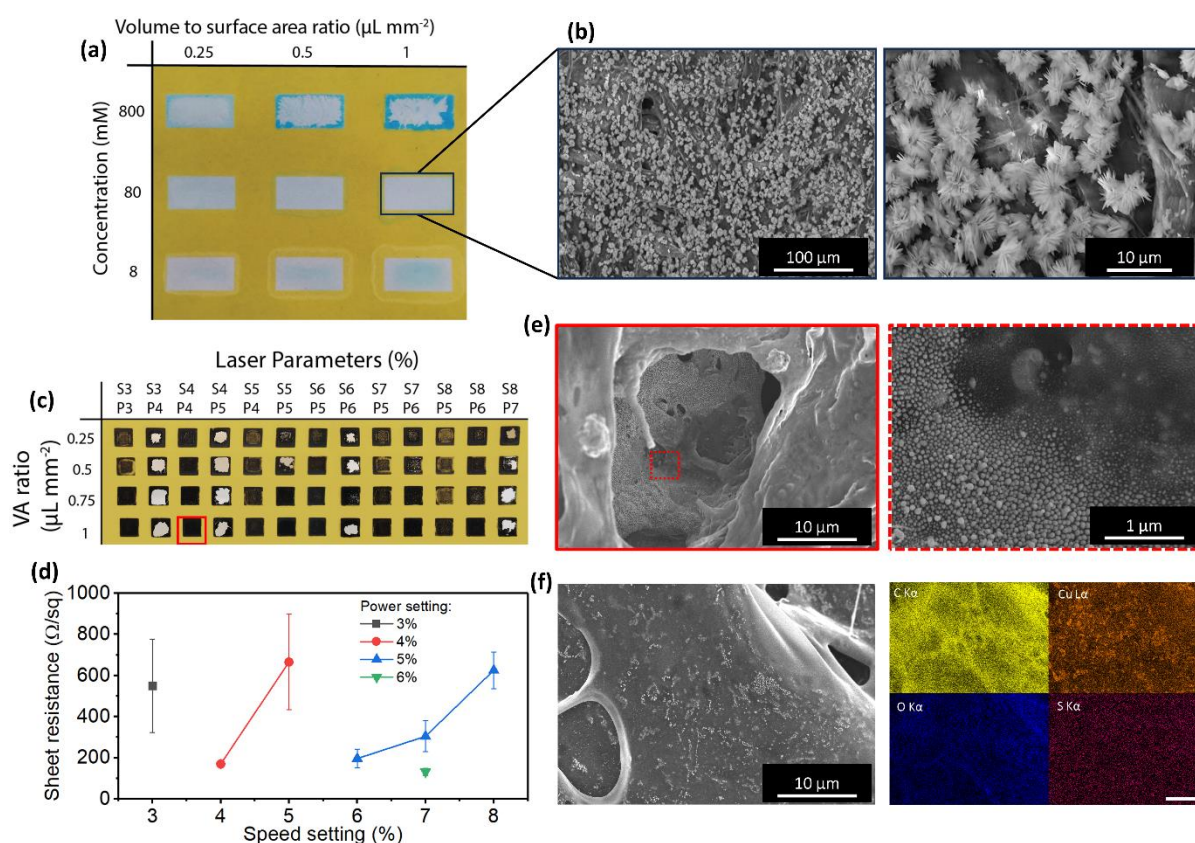 (a)
Volume to surface area ratio (µL mm⁻²)
0.25 0.5 1
Concentration (mM)
800
80
8
(b)
100 µm
10 µm
(c)
Laser Parameters (%)
S3 S3 S4 S4 S5 S5 S6 S6 S7 S7 S8 S8 S8
P3 P4 P4 P5 P4 P5 P5 P6 P5 P6 P5 P6 P7
VA ratio
(µL mm⁻²)
0.25
0.5
0.75
1
(d)
Sheet resistance (Ω/sq)
1000
800
600
400
200
0
Power setting:
3%
4%
5%
6%
3 4 5 6 7 8
Speed setting (%)
(e)
10 µm
1 µm
(f)
10 µm
C Kα
Cu Lα
O Kα
S Kα